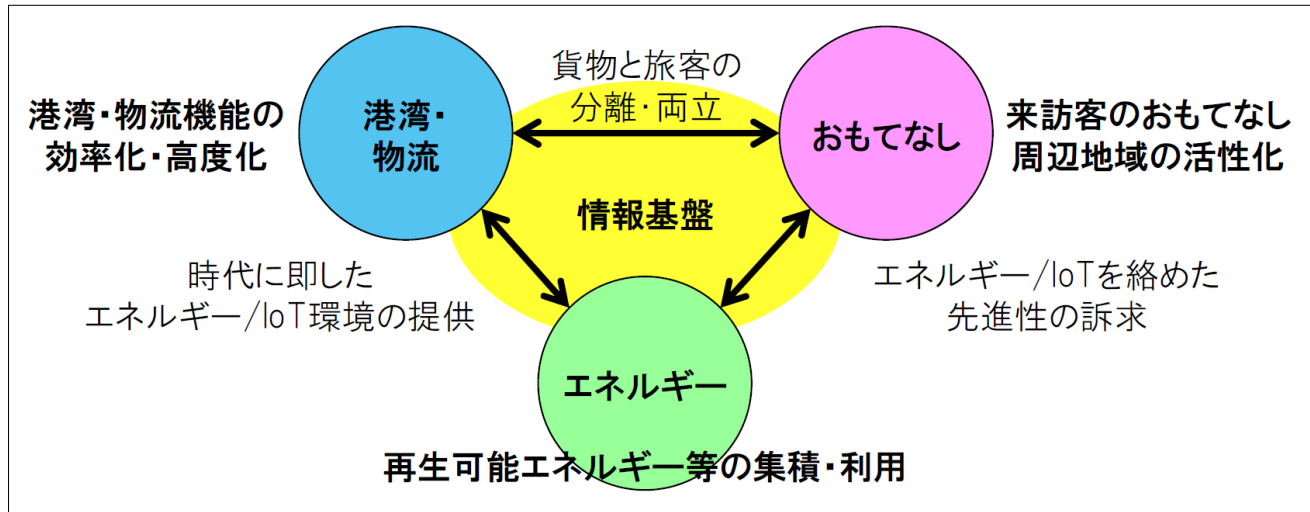 貨物と旅客の
分離・両立
港湾・物流機能の
効率化・高度化
港湾・
物流
おもてなし
来訪客のおもてなし
周辺地域の活性化
情報基盤
時代に即した
エネルギー/IoT環境の提供
エネルギー/IoTを絡めた
先進性の訴求
エネルギー
再生可能エネルギー等の集積・利用